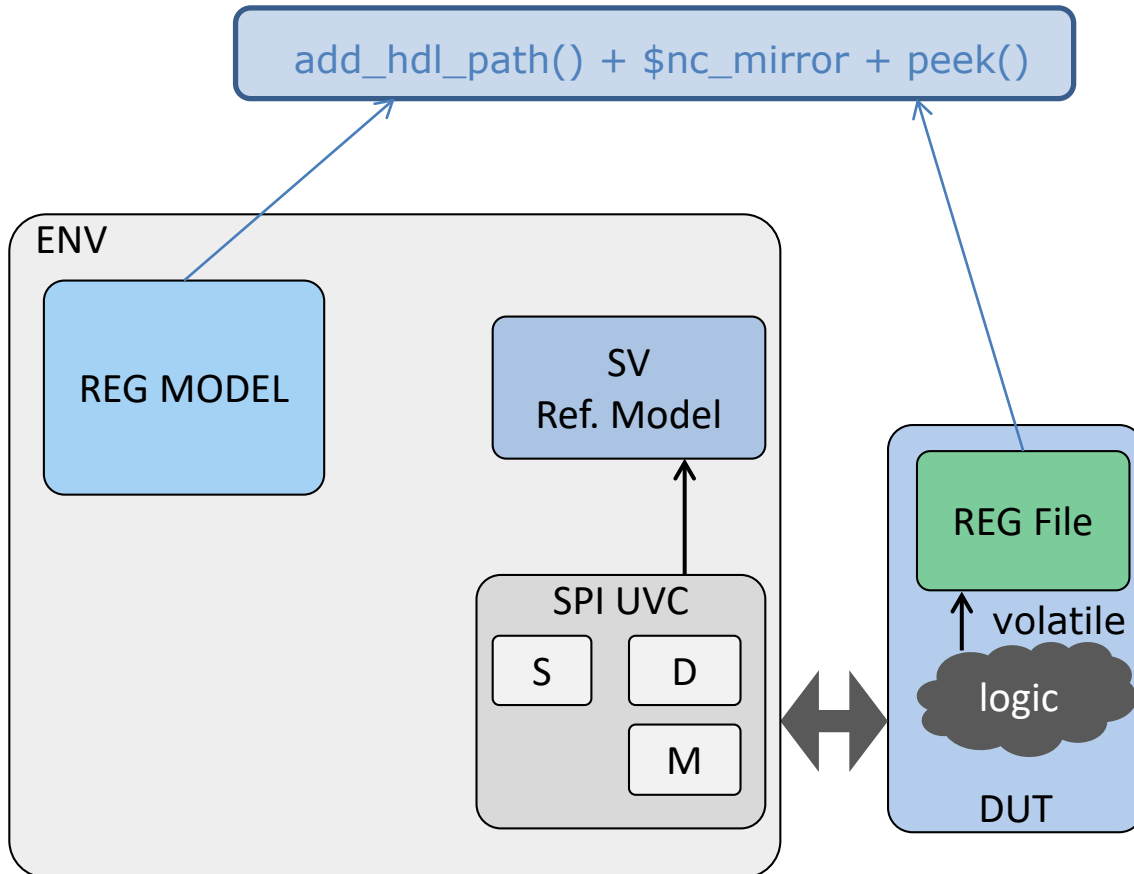 add_hdl_path() + $nc_mirror + peek()
ENV
REG MODEL
SV
Ref. Model
SPI UVC
S
D
M
REG File
volatile
logic
DUT